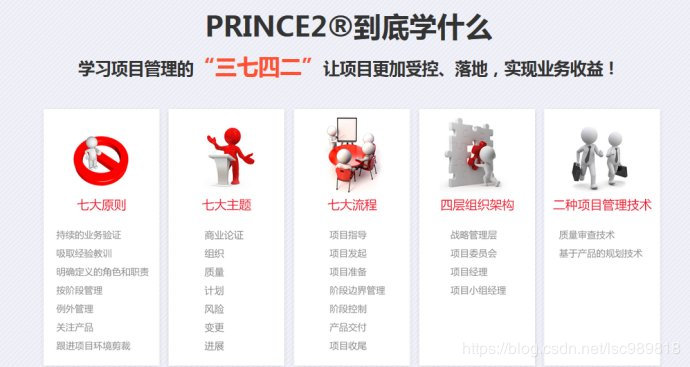 PRINCE2®到底学什么
学习项目管理的“三七四二”让项目更加受控、落地，实现业务收益！
七大原则
持续的业务验证
吸取经验教训
明确定义的角色和职责
按阶段管理
例外管理
关注产品
跟进项目环境剪裁
七大主题
商业论证
组织
质量
计划
风险
变更
进展
七大流程
项目指导
项目发起
项目准备
阶段边界管理
阶段控制
产品交付
项目收尾
四层组织架构
战略管理层
项目委员会
项目经理
项目小组经理
二种项目管理技术
质量审查技术
基于产品的规划技术
https://blog.csdn.net/lsc989818